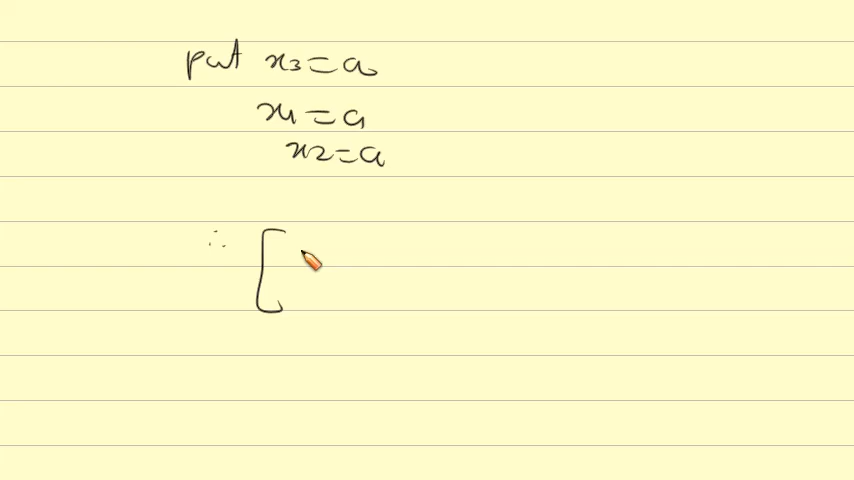 put x3=a
x1=a
x2=a
∴ [